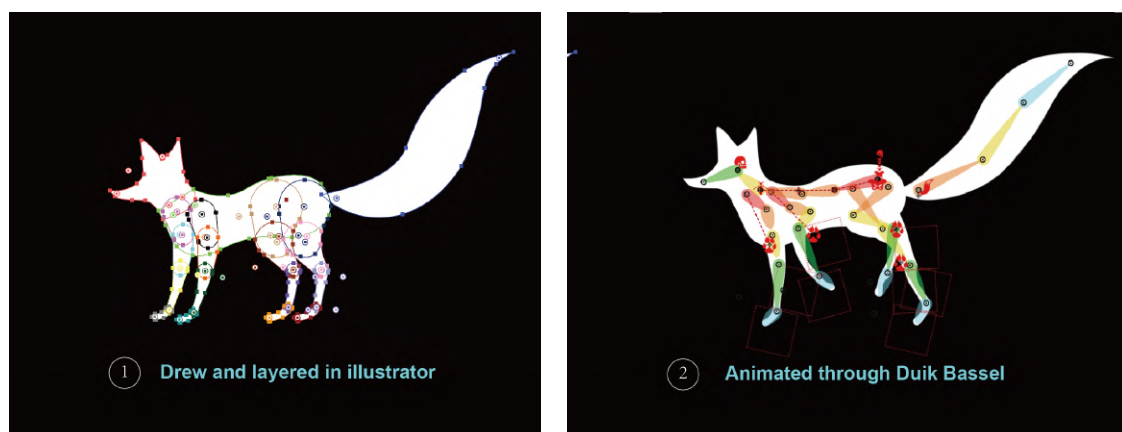 1 Drew and layered in illustrator
2 Animated through Duik Bassel